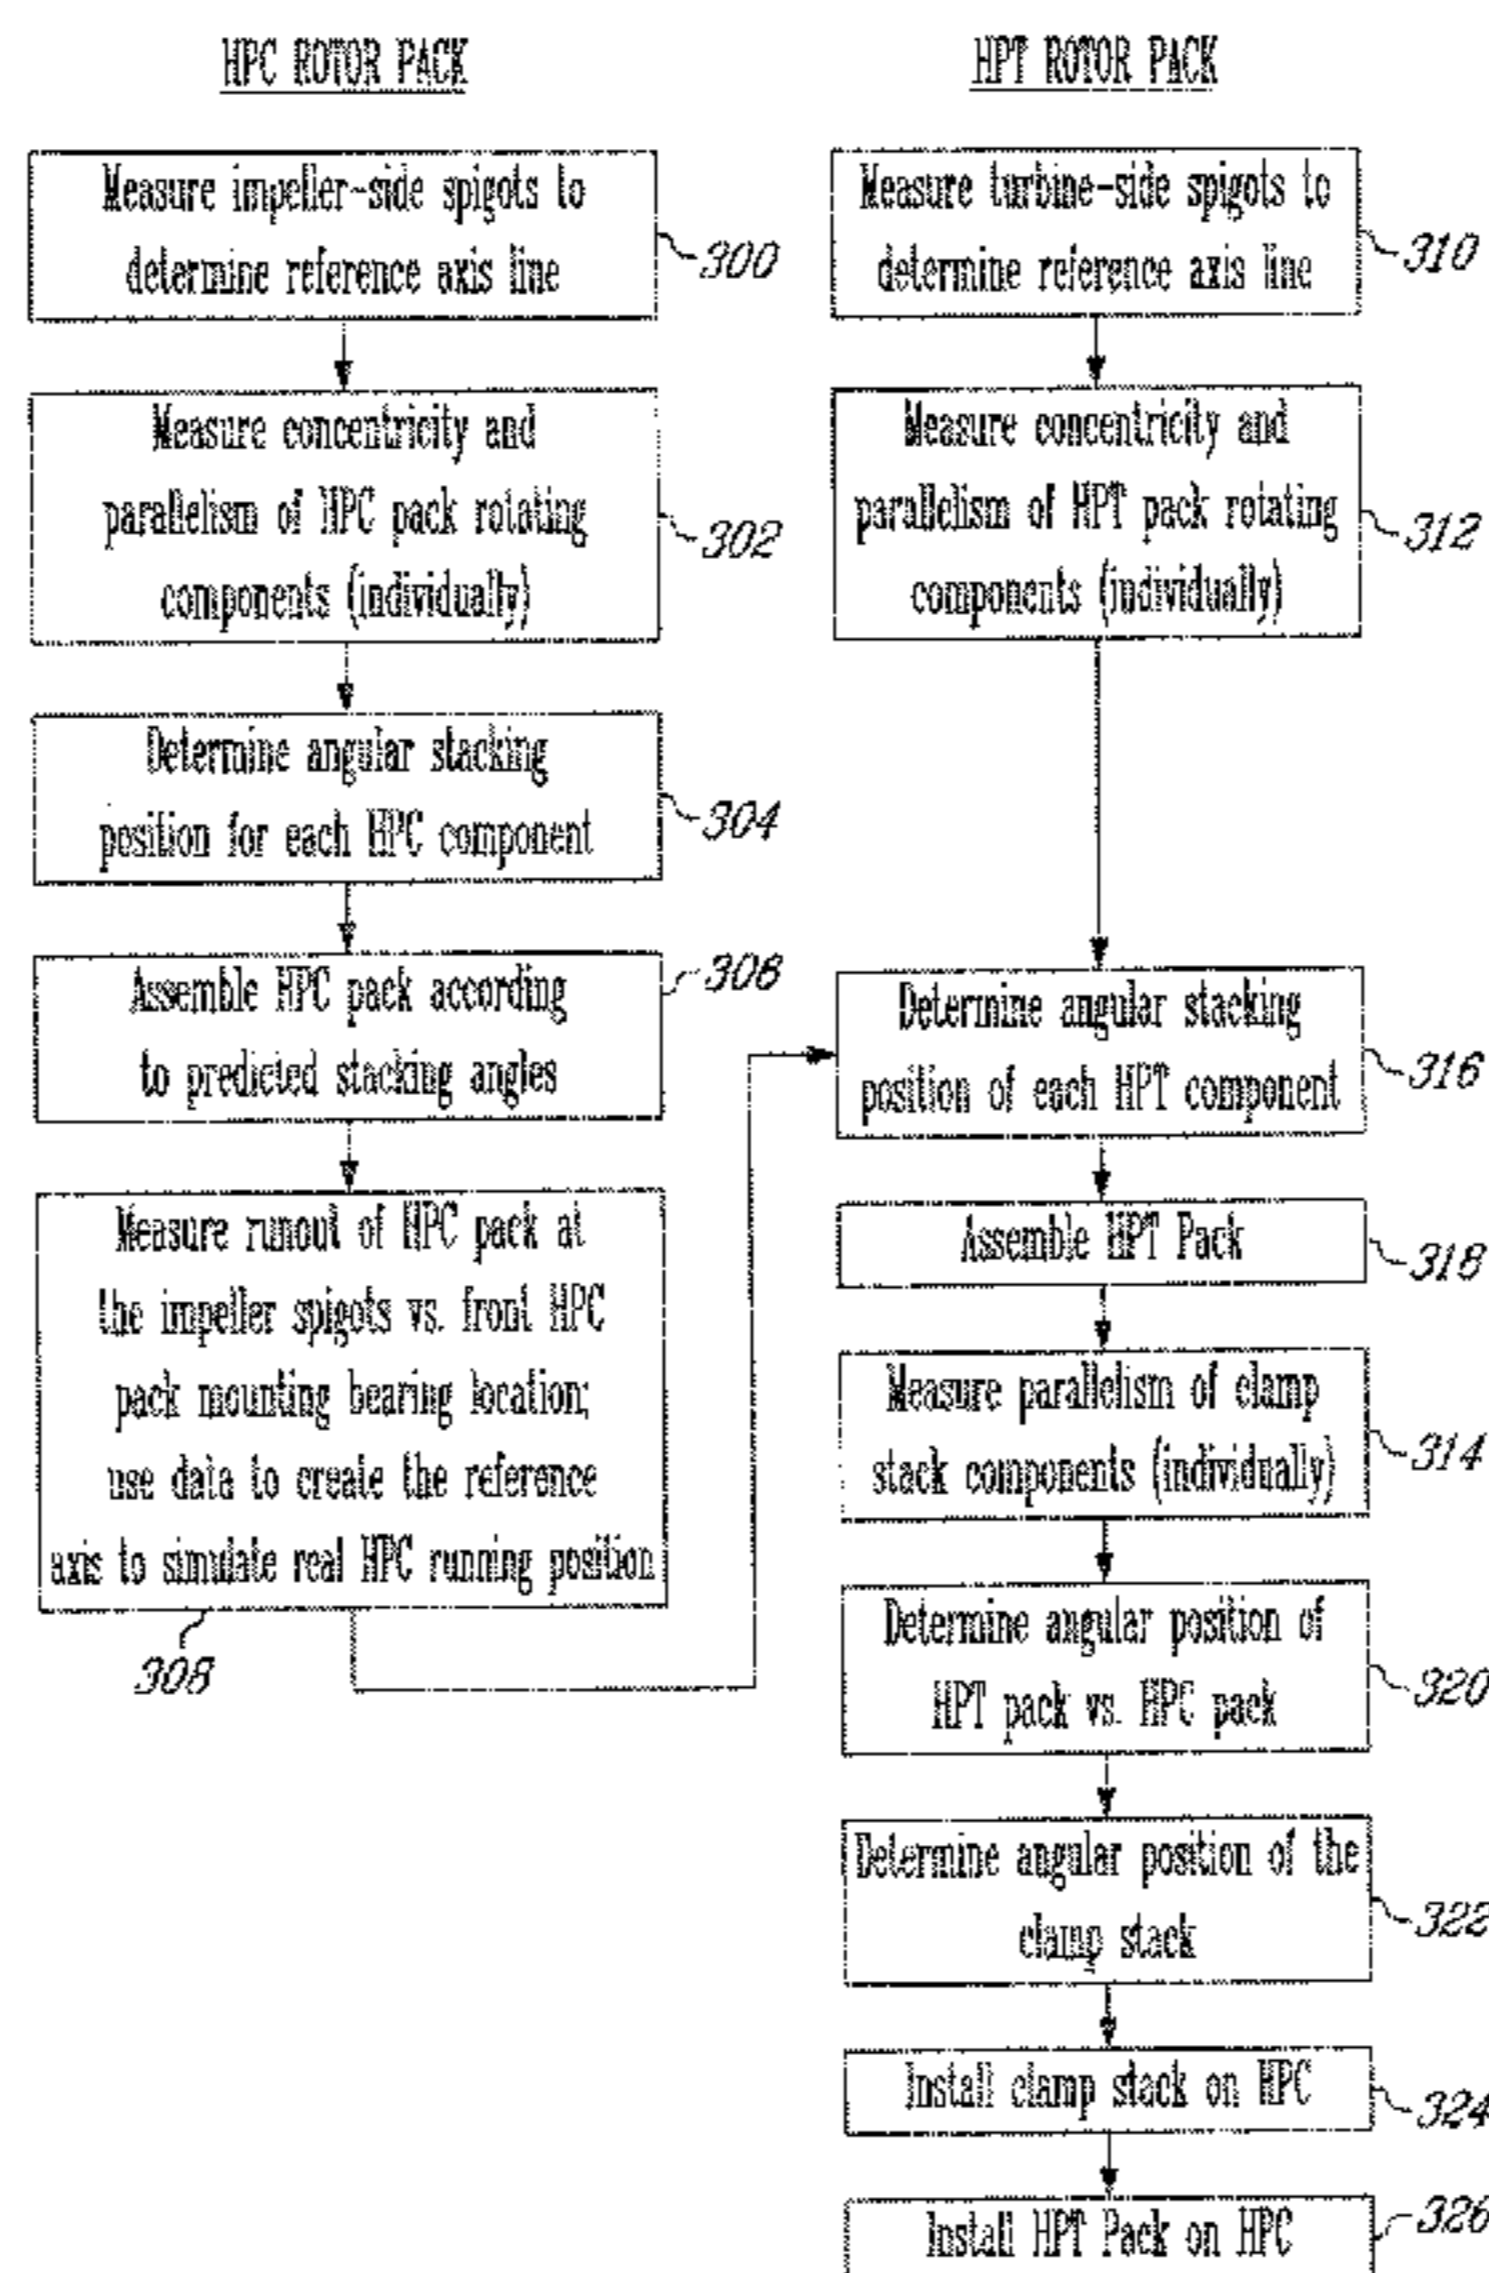 HPC ROTOR PACK
Measure impeller-side spigots to
determine reference axis line
300
Measure concentricity and
parallelism of HPC pack rotating
components (individually)
302
Determine angular stacking
position for each HPC component
304
Assemble HPC pack according
to predicted stacking angles
306
Measure runout of HPC pack at
the impeller spigots vs. front HPC
pack mounting bearing location;
use data to create the reference
axis to simulate real HPC running position
308
HPT ROTOR PACK
Measure turbine-side spigots to
determine reference axis line
310
Measure concentricity and
parallelism of HPT pack rotating
components (individually)
312
Determine angular stacking
position of each HPT component
316
Assemble HPT Pack
318
Measure parallelism of clamp
stack components (individually)
314
Determine angular position of
HPT pack vs. HPC pack
320
Determine angular position of the
clamp stack
322
Install clamp stack on HPC
324
Install HPT Pack on HPC
326